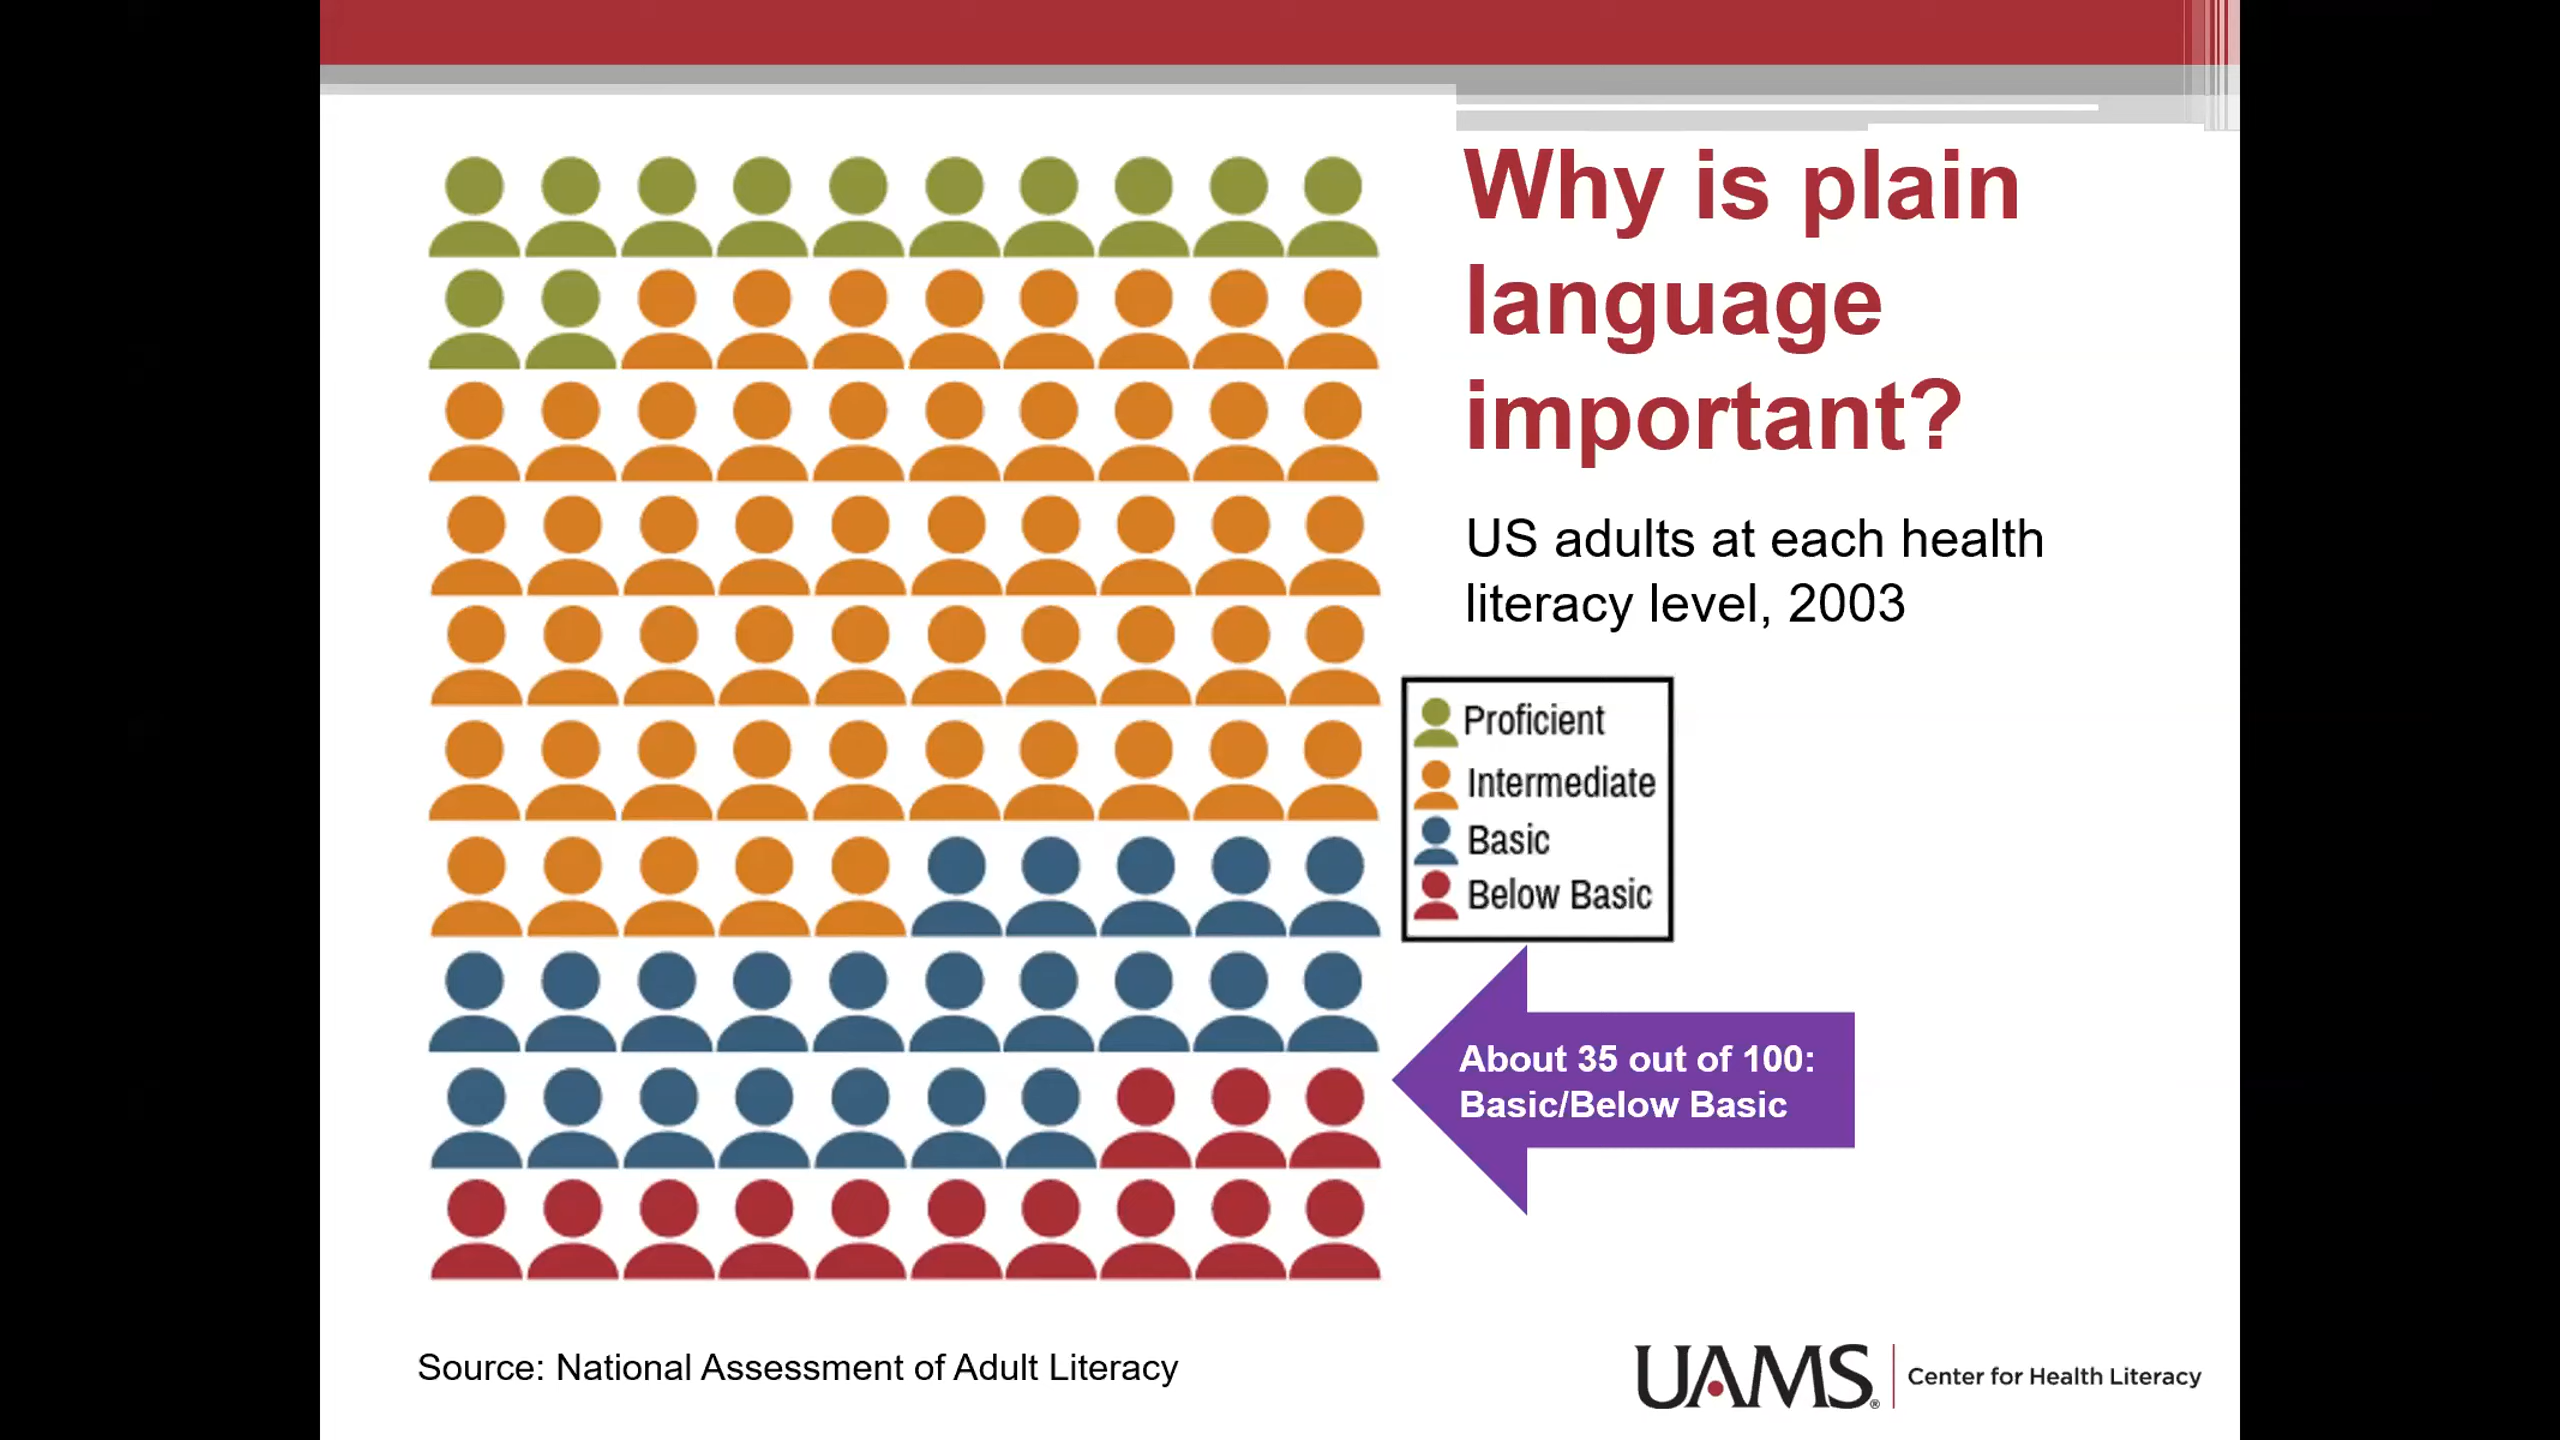 Why is plain
language
important?
US adults at each health
literacy level, 2003
Proficient
Intermediate
Basic
Below Basic
About 35 out of 100:
Basic/Below Basic
Source: National Assessment of Adult Literacy
UAMS® Center for Health Literacy